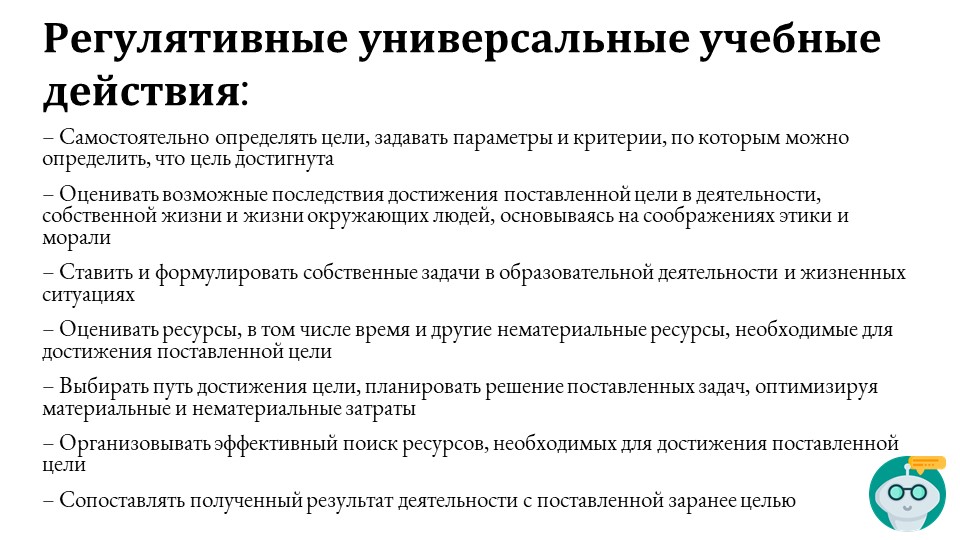 Регулятивные универсальные учебные
действия:
– Самостоятельно определять цели, задавать параметры и критерии, по которым можно
определить, что цель достигнута
– Оценивать возможные последствия достижения поставленной цели в деятельности,
собственной жизни и жизни окружающих людей, основываясь на соображениях этики и
морали
– Ставить и формулировать собственные задачи в образовательной деятельности и жизненных
ситуациях
– Оценивать ресурсы, в том числе время и другие нематериальные ресурсы, необходимые для
достижения поставленной цели
– Выбирать путь достижения цели, планировать решение поставленных задач, оптимизируя
материальные и нематериальные затраты
– Организовывать эффективный поиск ресурсов, необходимых для достижения поставленной
цели
– Сопоставлять полученный результат деятельности с поставленной заранее целью